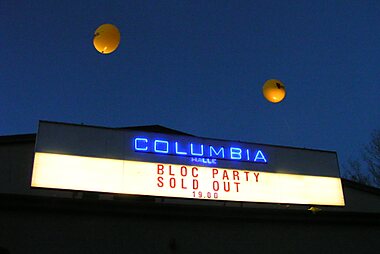 COLUMBIA
HALLE
BLOC PARTY
SOLD OUT
19.00